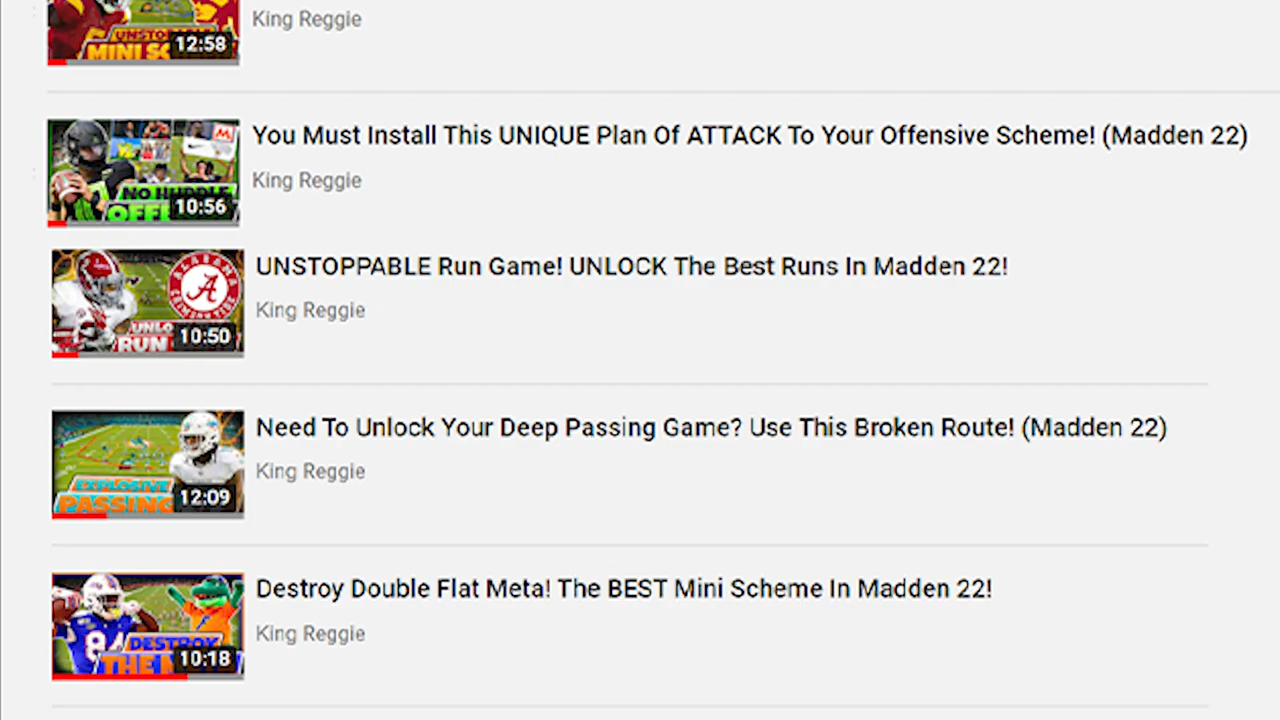 King Reggie
12:58
You Must Install This UNIQUE Plan Of ATTACK To Your Offensive Scheme! (Madden 22)
King Reggie
NO HUDDLE
10:56
UNSTOPPABLE Run Game! UNLOCK The Best Runs In Madden 22!
King Reggie
ALABAMA
A
RUN
10:50
Need To Unlock Your Deep Passing Game? Use This Broken Route! (Madden 22)
King Reggie
EXPLOSIVE
PASSING
12:09
Destroy Double Flat Meta! The BEST Mini Scheme In Madden 22!
King Reggie
84
DESTROY
THE
10:18